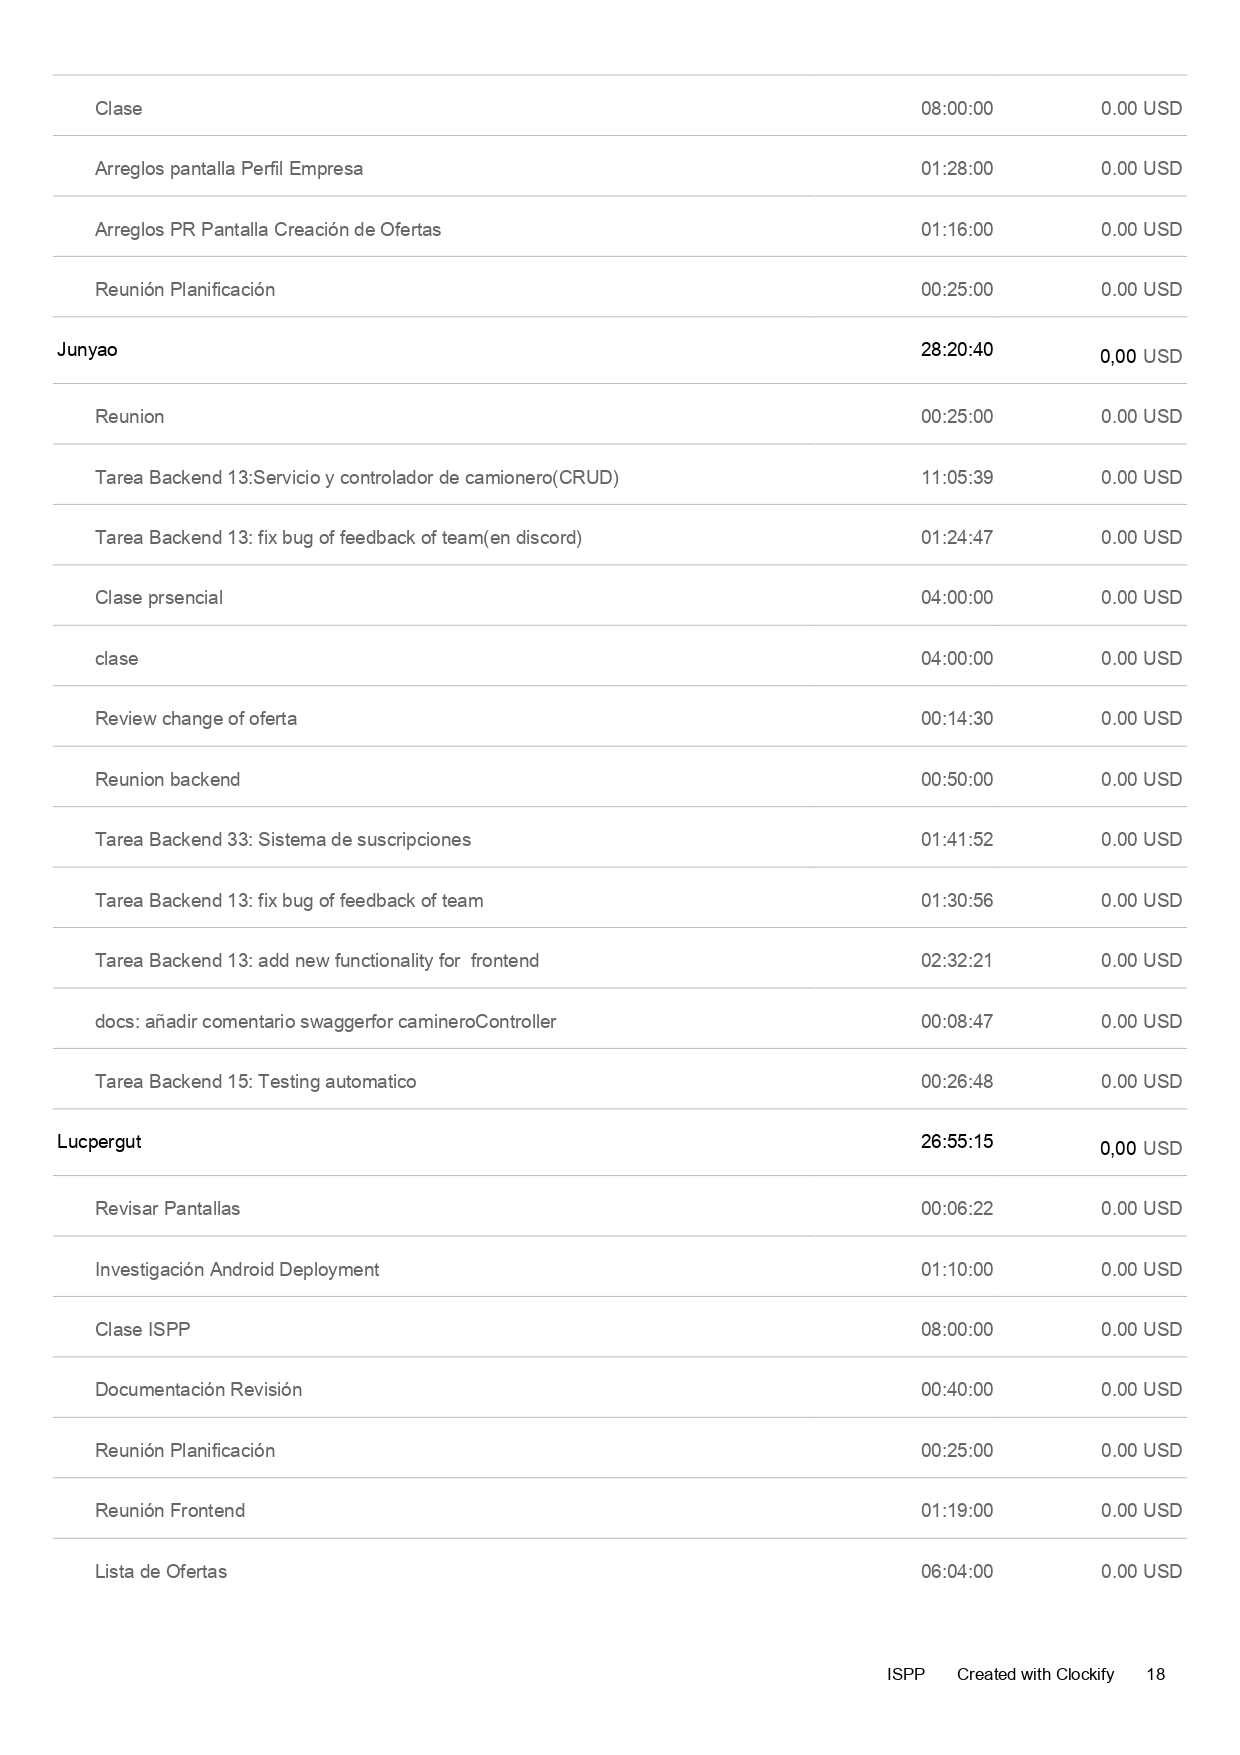 Clase 08:00:00 0.00 USD
Arreglos pantalla Perfil Empresa 01:28:00 0.00 USD
Arreglos PR Pantalla Creación de Ofertas 01:16:00 0.00 USD
Reunión Planificación 00:25:00 0.00 USD
Junyao 28:20:40 0,00 USD
Reunion 00:25:00 0.00 USD
Tarea Backend 13:Servicio y controlador de camionero(CRUD) 11:05:39 0.00 USD
Tarea Backend 13: fix bug of feedback of team(en discord) 01:24:47 0.00 USD
Clase prsencial 04:00:00 0.00 USD
clase 04:00:00 0.00 USD
Review change of oferta 00:14:30 0.00 USD
Reunion backend 00:50:00 0.00 USD
Tarea Backend 33: Sistema de suscripciones 01:41:52 0.00 USD
Tarea Backend 13: fix bug of feedback of team 01:30:56 0.00 USD
Tarea Backend 13: add new functionality for  frontend 02:32:21 0.00 USD
docs: añadir comentario swaggerfor camineroController 00:08:47 0.00 USD
Tarea Backend 15: Testing automatico 00:26:48 0.00 USD
Lucpergut 26:55:15 0,00 USD
Revisar Pantallas 00:06:22 0.00 USD
Investigación Android Deployment 01:10:00 0.00 USD
Clase ISPP 08:00:00 0.00 USD
Documentación Revisión 00:40:00 0.00 USD
Reunión Planificación 00:25:00 0.00 USD
Reunión Frontend 01:19:00 0.00 USD
Lista de Ofertas 06:04:00 0.00 USD
ISPP Created with Clockify 18